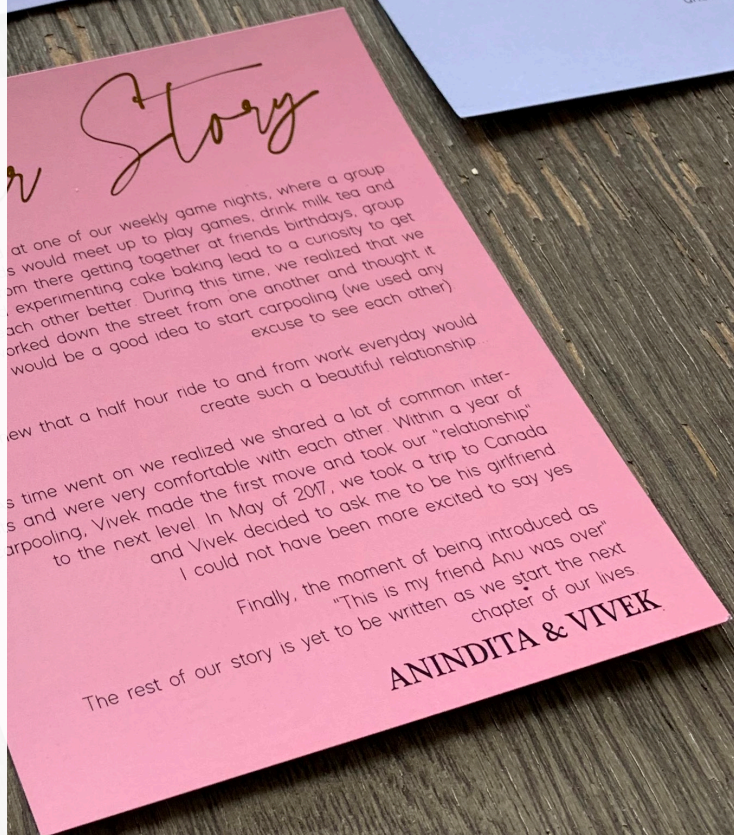 r Story
at one of our weekly game nights, where a group
s would meet up to play games, drink milk tea and
om there getting together at friends birthdays, group
experimenting cake baking lead to a curiosity to get
ach other better. During this time, we realized that we
orked down the street from one another and thought it
would be a good idea to start carpooling (we used any
excuse to see each other)
ew that a half hour ride to and from work everyday would
create such a beautiful relationship
s time went on we realized we shared a lot of common inter-
s and were very comfortable with each other. Within a year of
arpooling, Vivek made the first move and took our "relationship"
to the next level. In May of 2017, we took a trip to Canada
and Vivek decided to ask me to be his girlfriend
I could not have been more excited to say yes
Finally, the moment of being introduced as
"This is my friend Anu was over"
The rest of our story is yet to be written as we start the next
chapter of our lives
ANINDITA & VIVEK